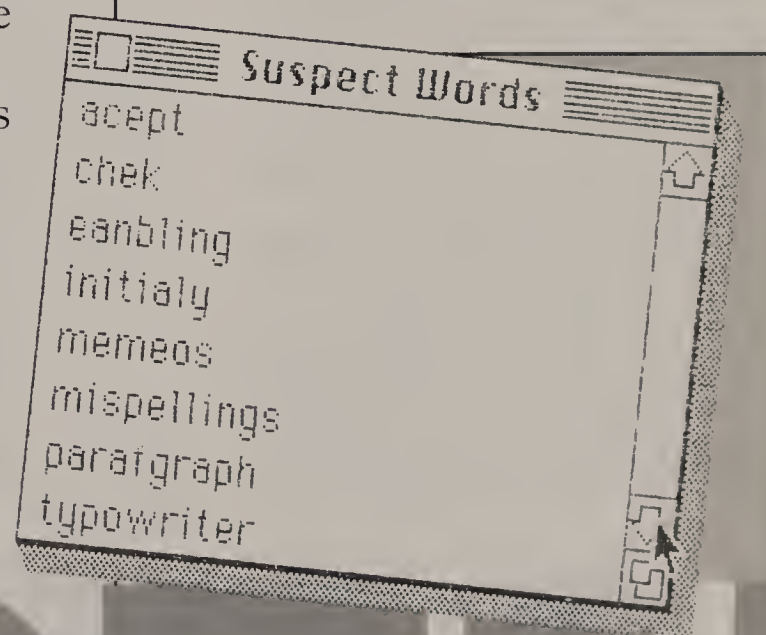 e
s
Suspect Words
acept
chek
eanbling
initialy
memeos
mispellings
parafgraph
typowriter